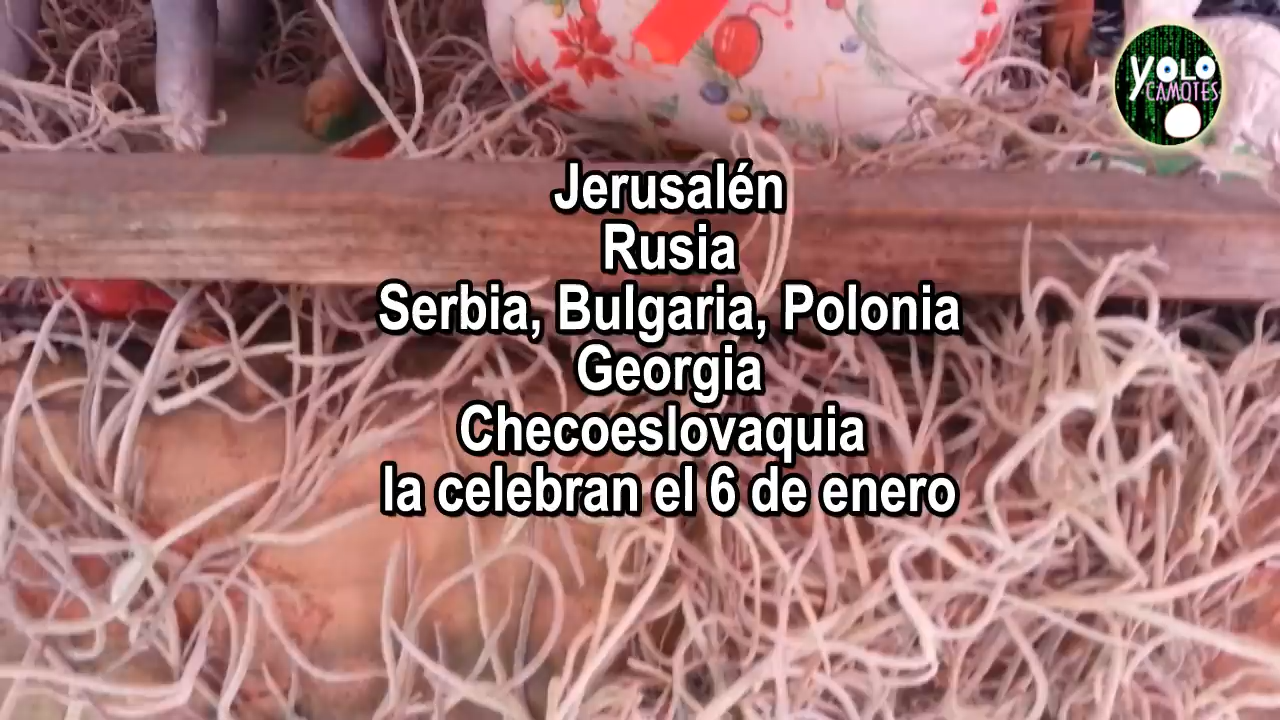 YOLO
CAMOTES
Jerusalén
Rusia
Serbia, Bulgaria, Polonia
Georgia
Checoeslovaquia
la celebran el 6 de enero